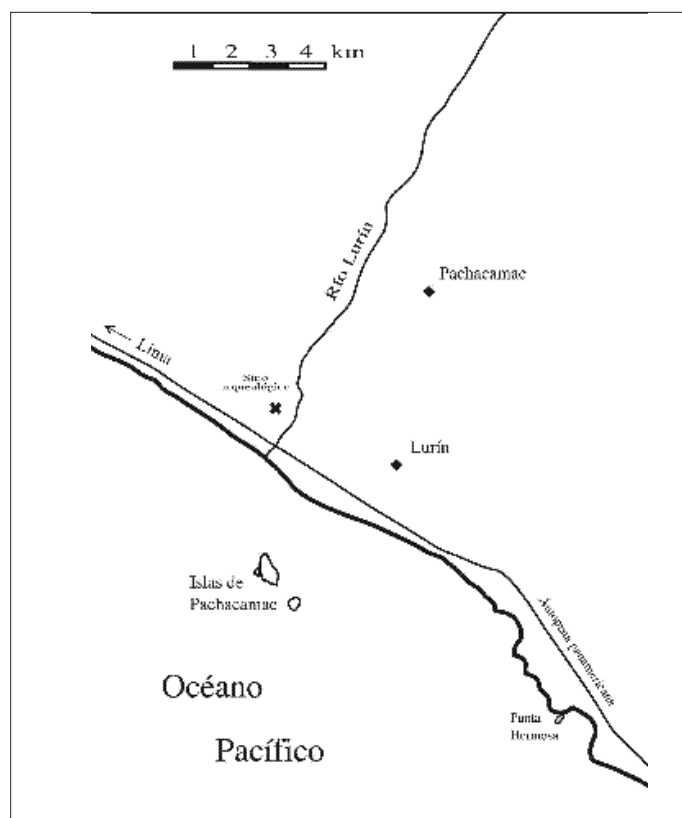 1 2 3 4 km
Río Lurín
Pachacamac
Lima
Sitio
arqueológico
Lurín
Islas de
Pachacamac
Autopista panamericana
Océano
Pacífico
Punta
Hermosa